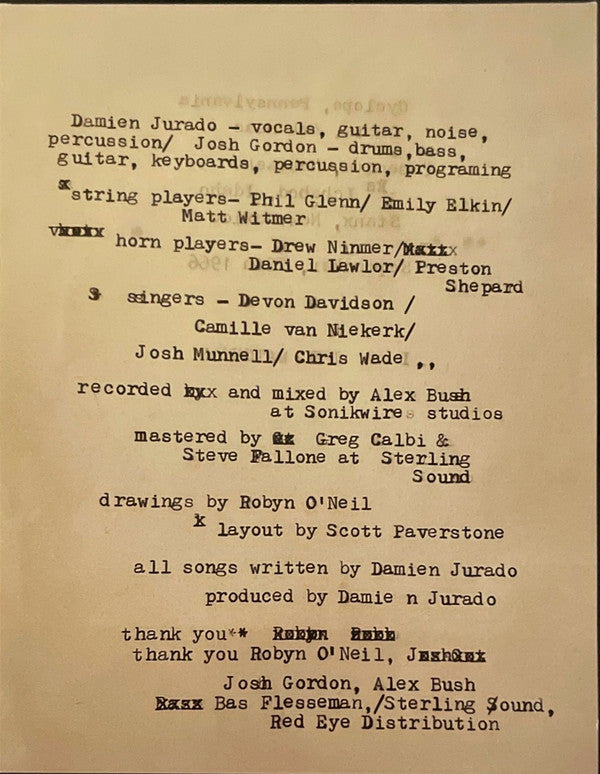 Damien Jurado - vocals, guitar, noise,
percussion/ Josh Gordon - drums,bass,
guitar, keyboards, percussion, programing
string players- Phil Glenn/ Emily Elkin/
Matt Witmer
horn players- Drew Ninmer/
Daniel Lawlor/ Preston
Shepard
singers - Devon Davidson /
Camille van Niekerk/
Josh Munnell/ Chris Wade ,,
recorded and mixed by Alex Bush
at Sonikwires studios
mastered by Greg Calbi &
Steve Fallone at Sterling
Sound
drawings by Robyn O'Neil
layout by Scott Paverstone
all songs written by Damien Jurado
produced by Damie n Jurado
thank you**
thank you Robyn O'Neil,
Josh Gordon, Alex Bush
Bas Flesseman,/Sterling Sound,
Red Eye Distribution
Cyclope, Pennsylvania
1966